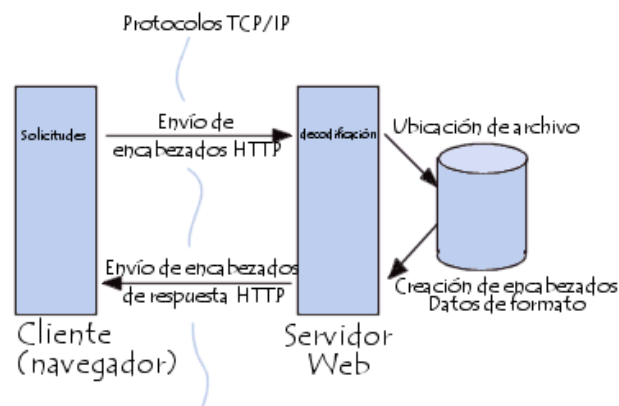 Protocolos TCP/IP
Solicitudes
Envío de
encabezados HTTP
decodificación
Ubicación de archivo
Envío de encabezados
de respuesta HTTP
Creación de encabezados
Datos de formato
Cliente
(navegador)
Servidor
Web